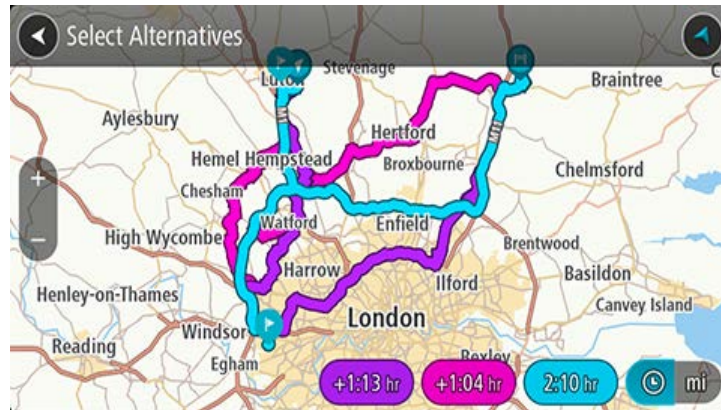 Select Alternatives
Luton
Stevenage
Braintree
Aylesbury
M1
M11
Hertford
Hemel Hempstead
Broxbourne
Chelmsford
Chesham
+
-
Watford
Enfield
High Wycombe
Brentwood
Harrow
Ilford
Basildon
Henley-on-Thames
Canvey Island
London
Windsor
Reading
Egham
Bexley
+1:13 hr
+1:04 hr
2:10 hr
mi